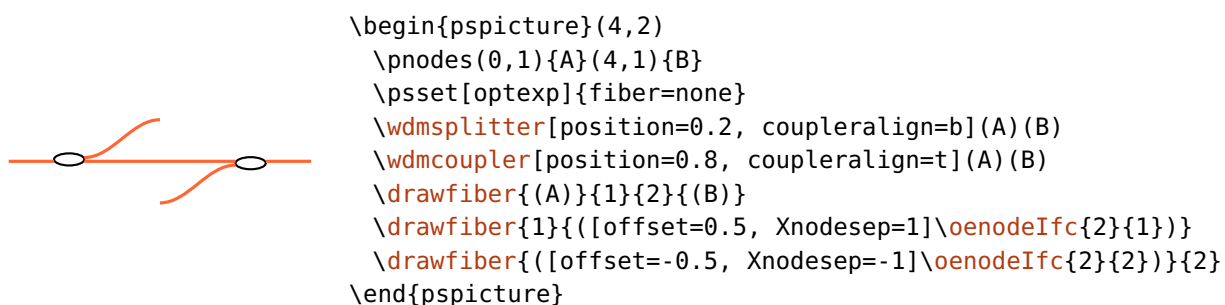 \begin{pspicture}(4,2)
\pnodes(0,1){A}(4,1){B}
\psset[optexp]{fiber=none}
\wdmsplitter[position=0.2, coupleralign=b](A)(B)
\wdmcoupler[position=0.8, coupleralign=t](A)(B)
\drawfiber{(A)}{1}{2}{(B)}
\drawfiber{1}{([offset=0.5, Xnodesep=1]\oenodeIfc{2}{1})}
\drawfiber{([offset=-0.5, Xnodesep=-1]\oenodeIfc{2}{2})}{2}
\end{pspicture}